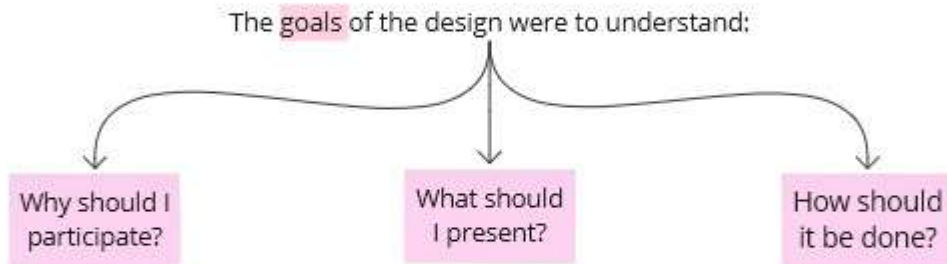 The goals of the design were to understand:
Why should I
participate?
What should
I present?
How should
it be done?